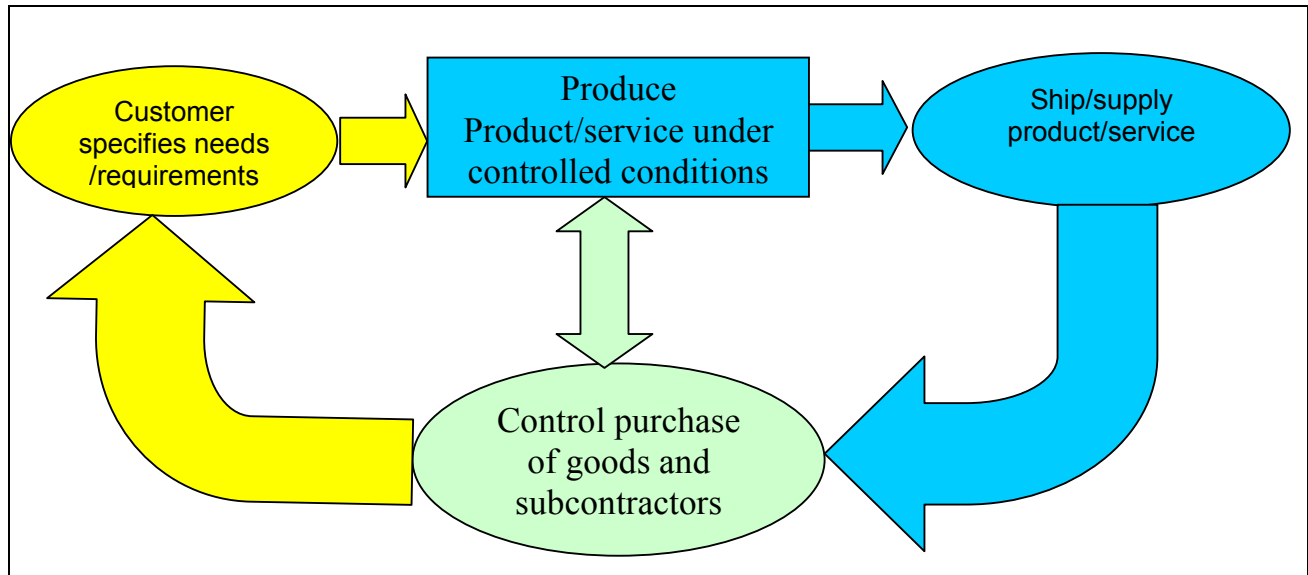 Customer
specifies needs
/requirements
Produce
Product/service under
controlled conditions
Ship/supply
product/service
Control purchase
of goods and
subcontractors